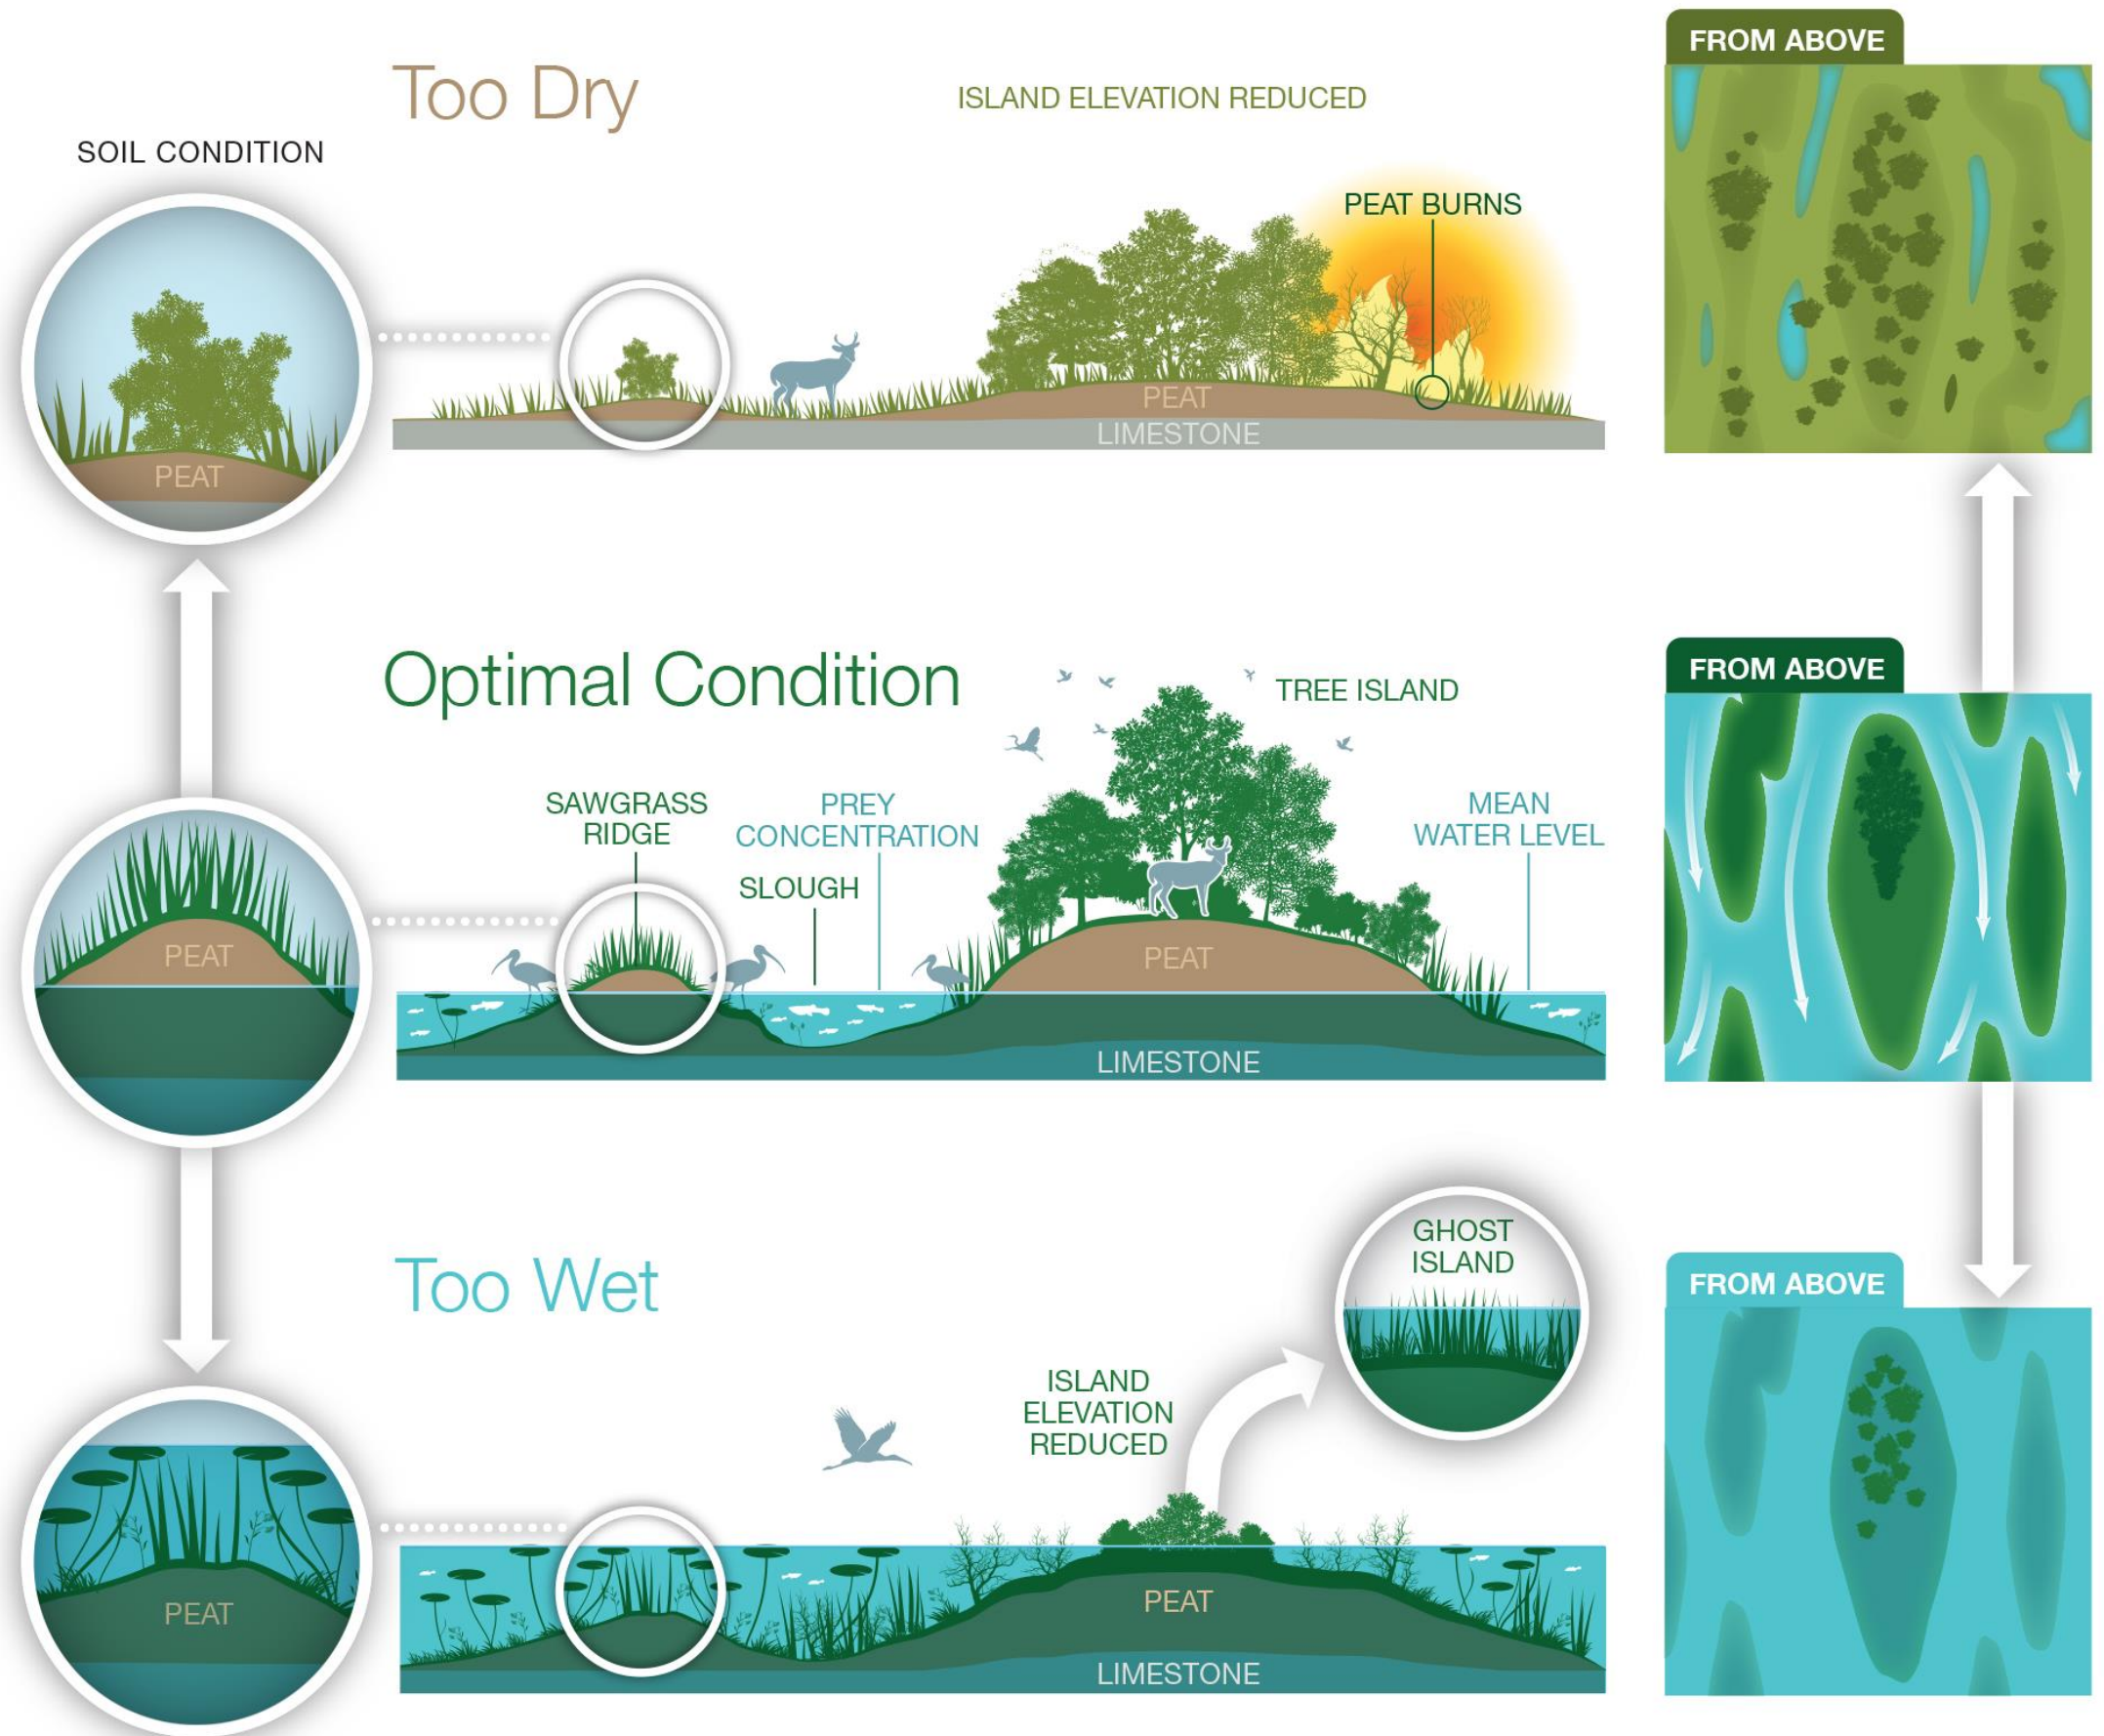 FROM ABOVE
Too Dry
ISLAND ELEVATION REDUCED
SOIL CONDITION
PEAT BURNS
PEAT
PEAT
LIMESTONE
Optimal Condition
TREE ISLAND
FROM ABOVE
SAWGRASS
RIDGE
PREY
CONCENTRATION
SLOUGH
MEAN
WATER LEVEL
PEAT
PEAT
LIMESTONE
Too Wet
GHOST
ISLAND
FROM ABOVE
ISLAND
ELEVATION
REDUCED
PEAT
PEAT
LIMESTONE